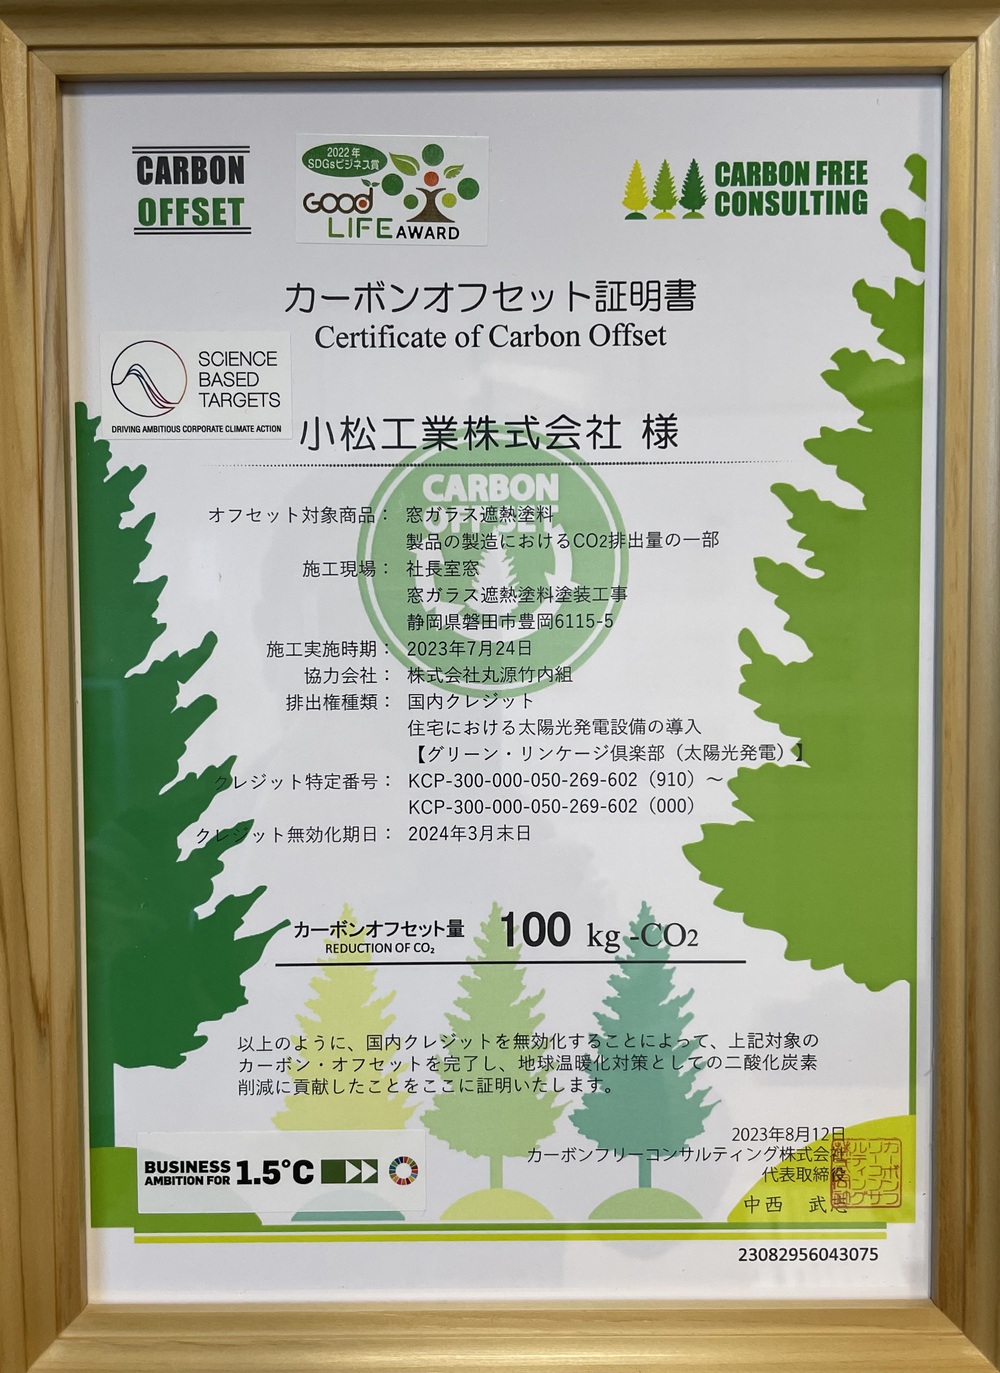 CARBON
OFFSET
2022年
SDGsビジネス賞
GOOD
LIFE AWARD
CARBON FREE
CONSULTING
カーボンオフセット証明書
Certificate of Carbon Offset
SCIENCE
BASED
TARGETS
DRIVING AMBITIOUS CORPORATE CLIMATE ACTION
小松工業株式会社 様
CARBON
OFFSET
オフセット対象商品： 窓ガラス遮熱塗料
製品の製造におけるCO2排出量の一部
施工現場： 社長室窓
窓ガラス遮熱塗料塗装工事
静岡県磐田市豊岡6115-5
施工実施時期： 2023年7月24日
協力会社： 株式会社丸源竹内組
排出権種類： 国内クレジット
住宅における太陽光発電設備の導入
【グリーン・リンケージ倶楽部（太陽光発電）】
クレジット特定番号： KCP-300-000-050-269-602（910）～
KCP-300-000-050-269-602（000）
クレジット無効化期日： 2024年3月末日
カーボンオフセット量 100 kg -CO2
REDUCTION OF CO₂
以上のように、国内クレジットを無効化することによって、上記対象の
カーボン・オフセットを完了し、地球温暖化対策としての二酸化炭素
削減に貢献したことをここに証明いたします。
2023年8月12日
カーボンフリーコンサルティング株式会社
代表取締役
中西 武志
BUSINESS
AMBITION FOR 1.5°C
23082956043075